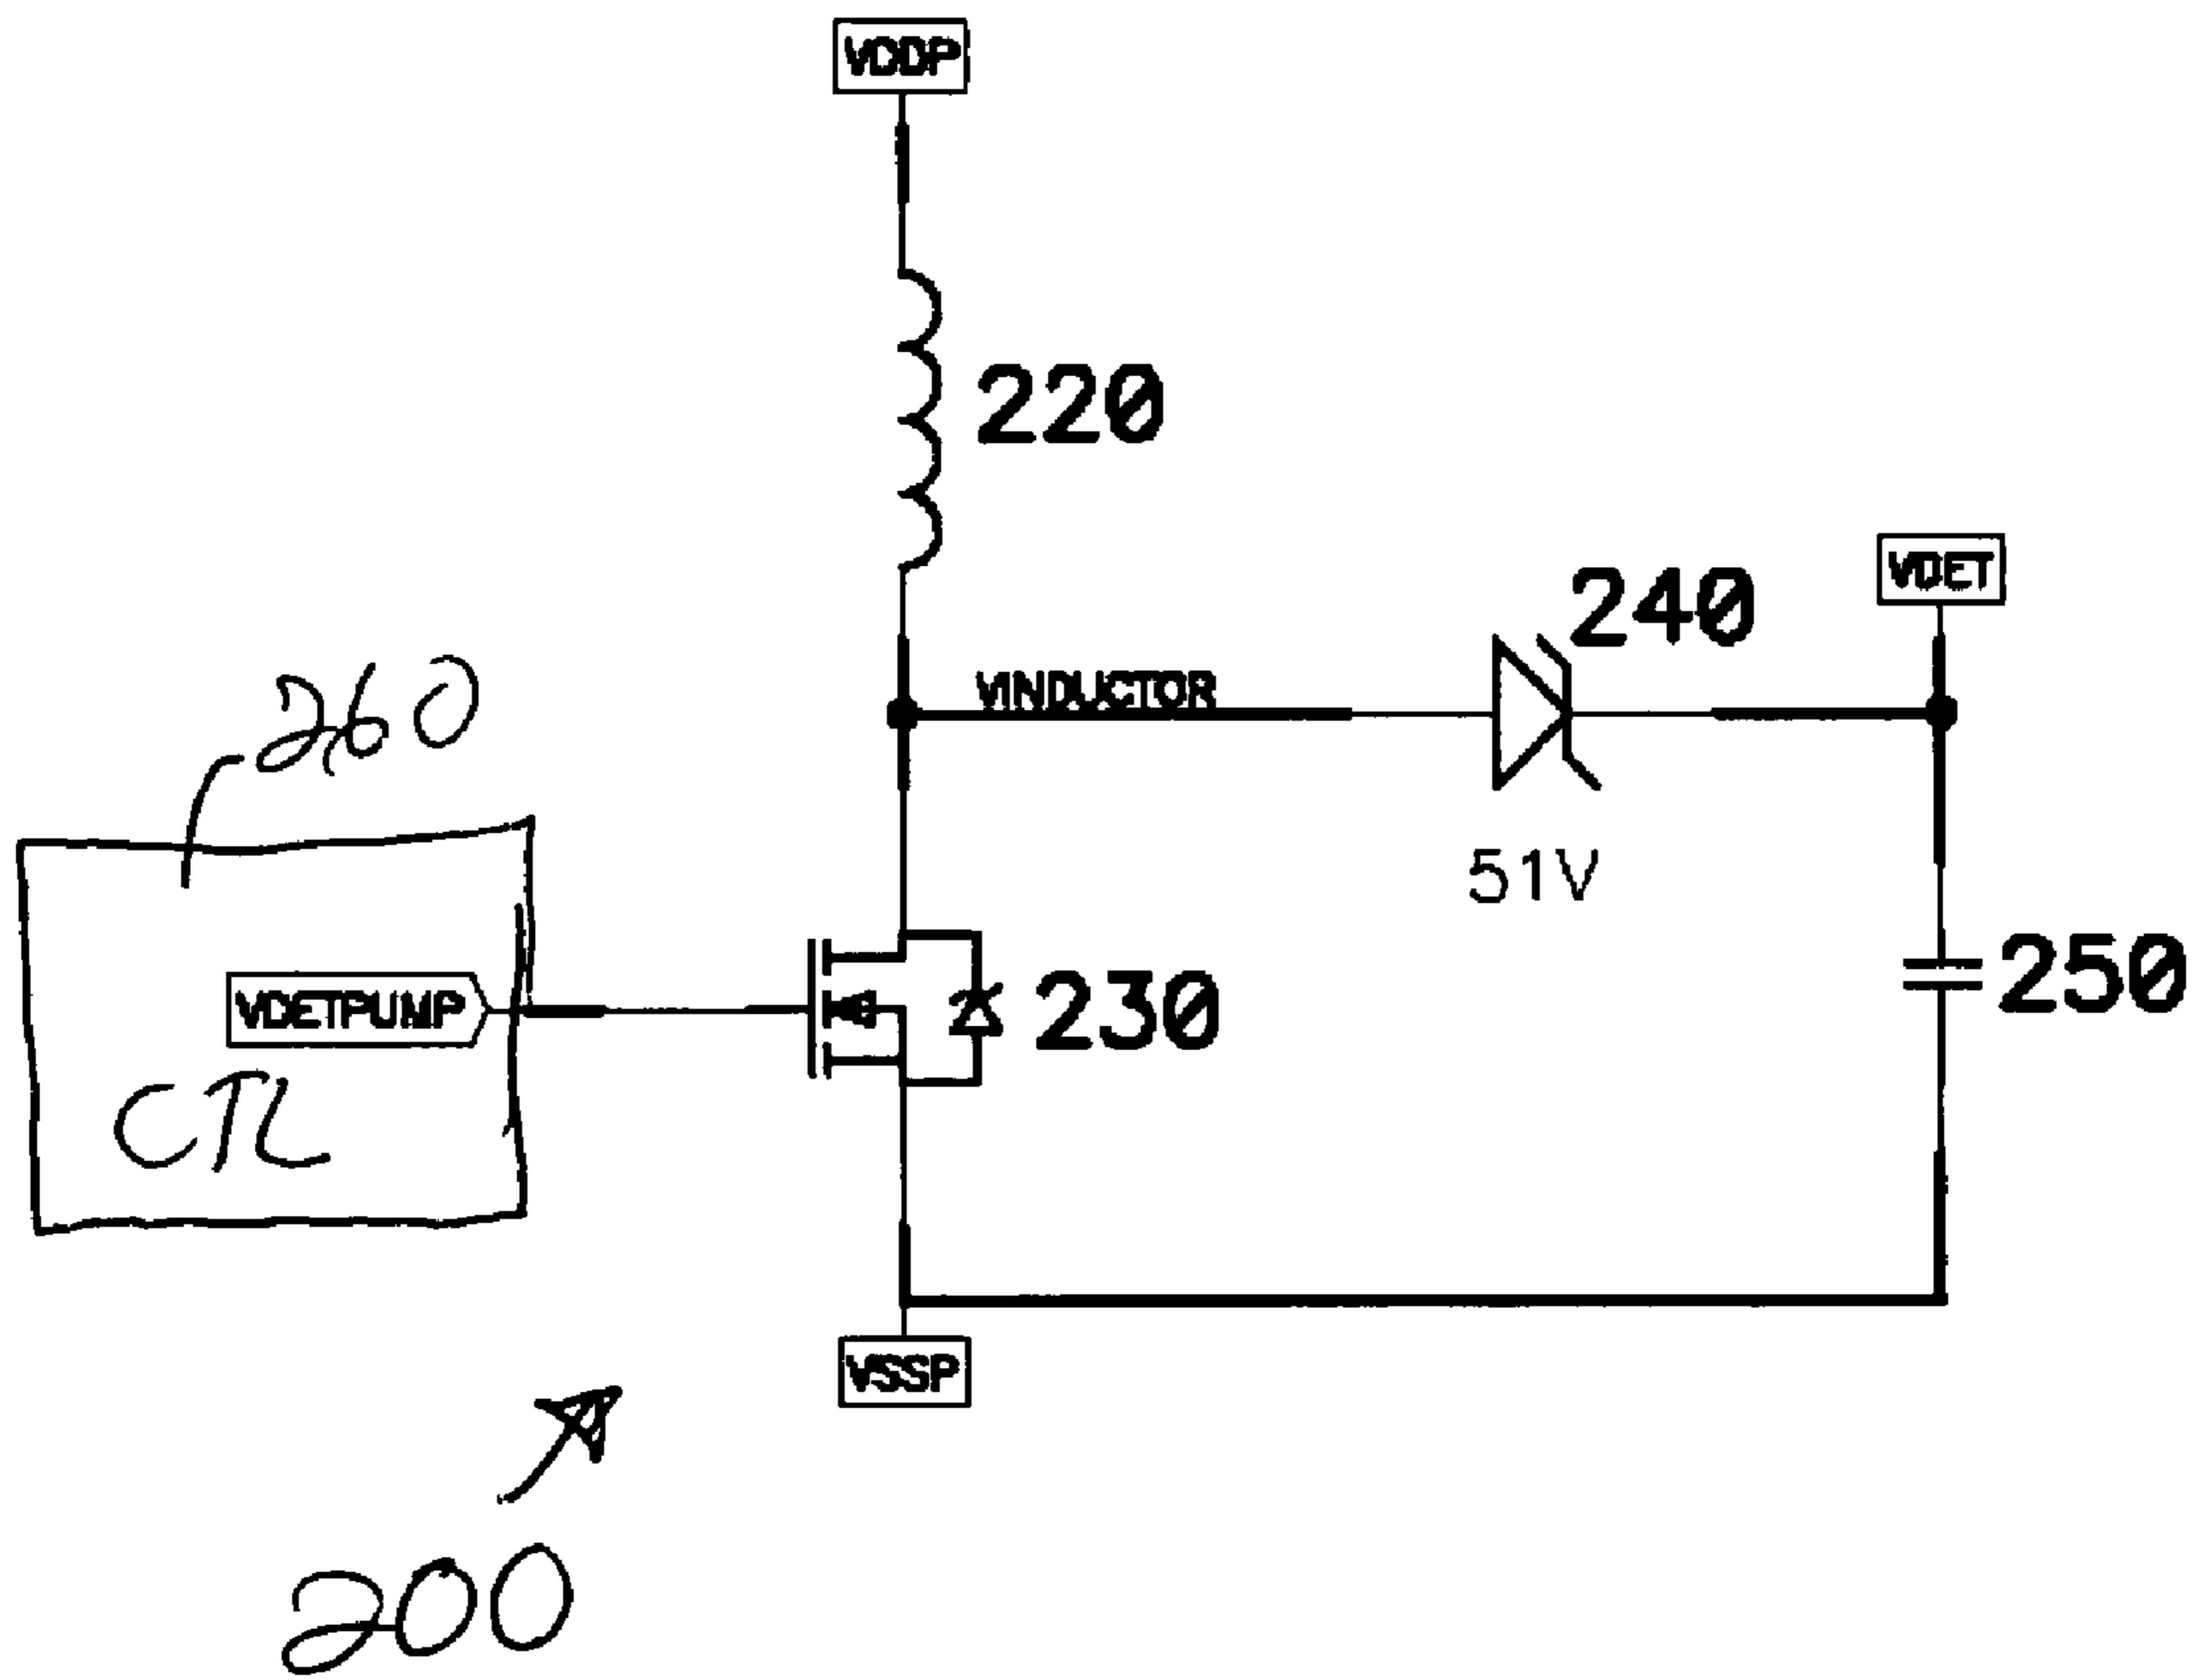 VDDP
220
VDET
240
VINDUCTOR
260
51V
VDETPUMP
230
250
CTL
VSSP
200